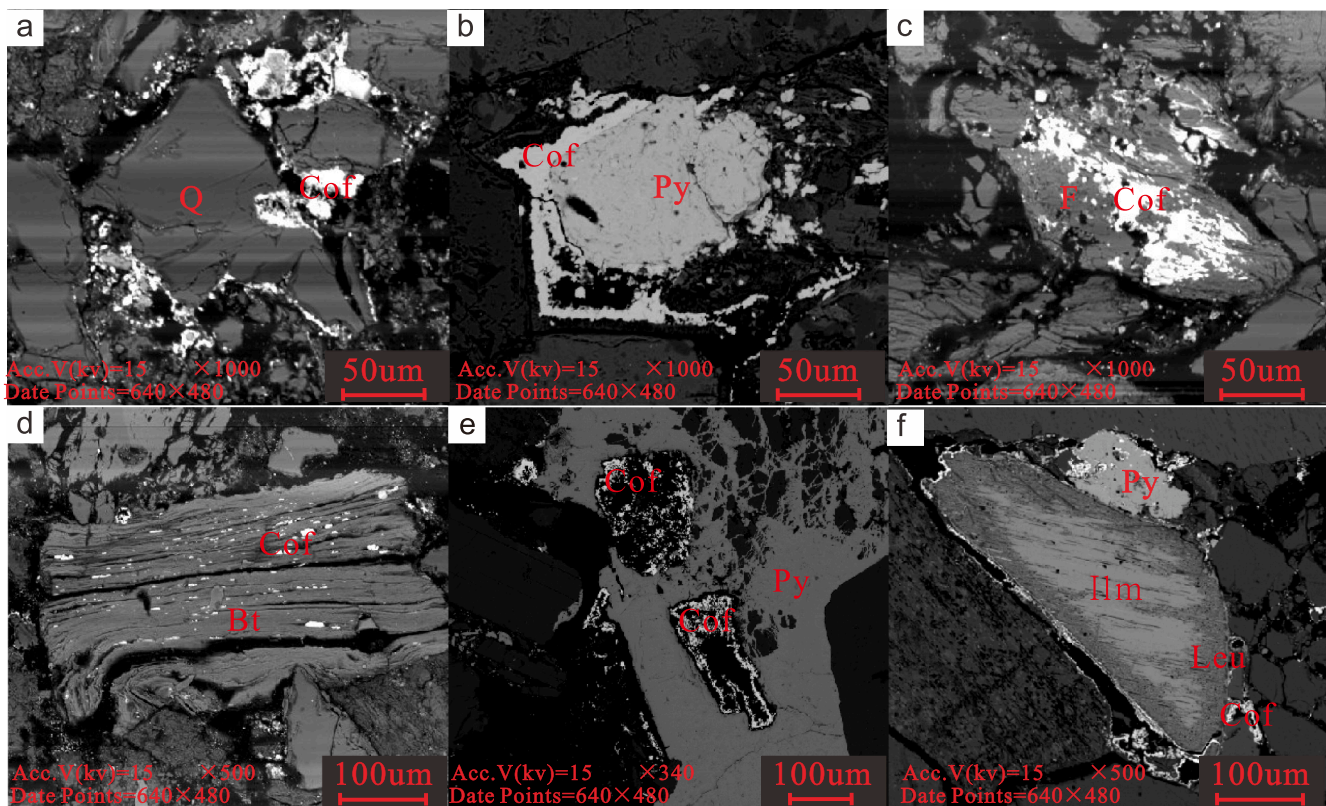 a
Q
Cof
Acc.V(kv)=15 ×1000
Date Points=640×480
50um
b
Cof
Py
Acc.V(kv)=15 ×1000
Date Points=640×480
50um
c
F
Cof
Acc.V(kv)=15 ×1000
Date Points=640×480
50um
d
Cof
Bt
Acc.V(kv)=15 ×500
Date Points=640×480
100um
e
Cof
Py
Cof
Acc.V(kv)=15 ×340
Date Points=640×480
100um
f
Py
Ilm
Leu
Cof
Acc.V(kv)=15 ×500
Date Points=640×480
100um